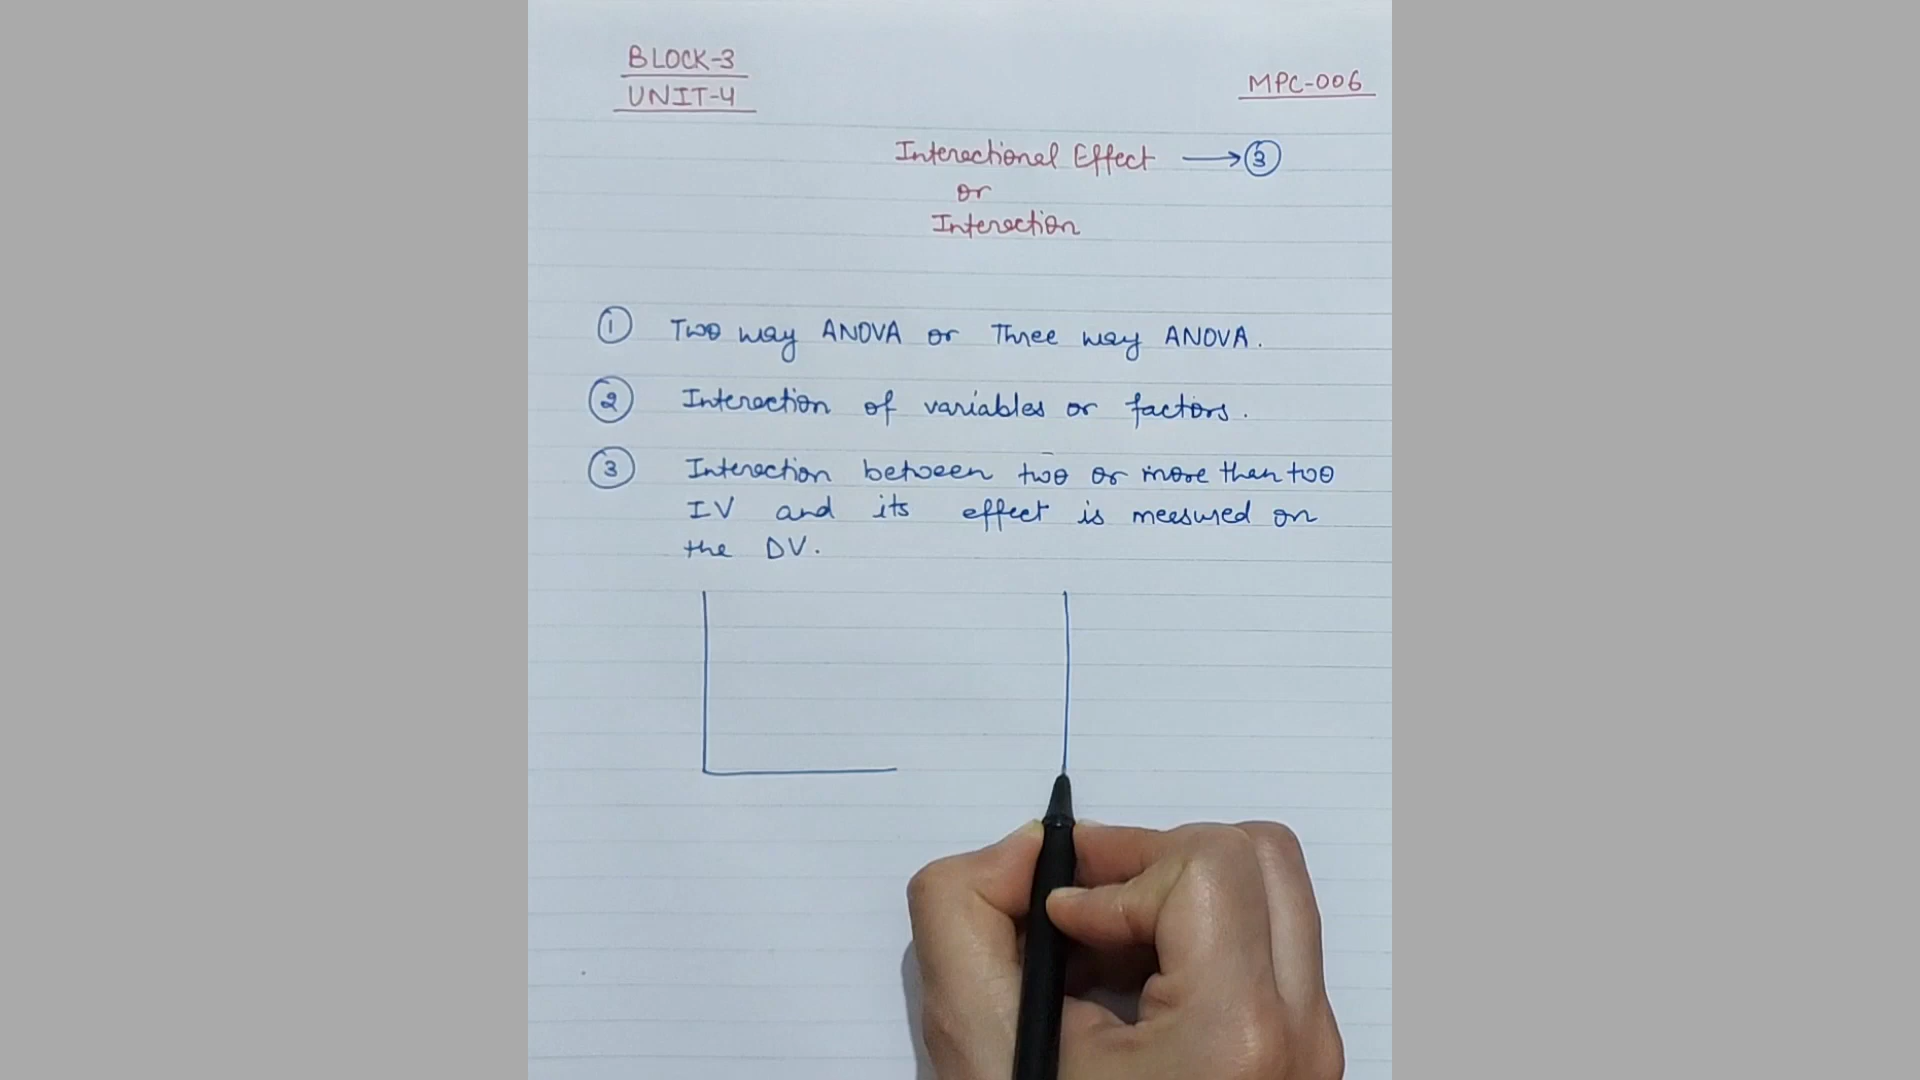 BLOCK-3
UNIT-4
MPC-006
Interactional Effect → 3
or
Interaction
1 Two way ANOVA or Three way ANOVA.
2 Interaction of variables or factors.
3 Interaction between two or more than two
IV and its effect is measured on
the DV.